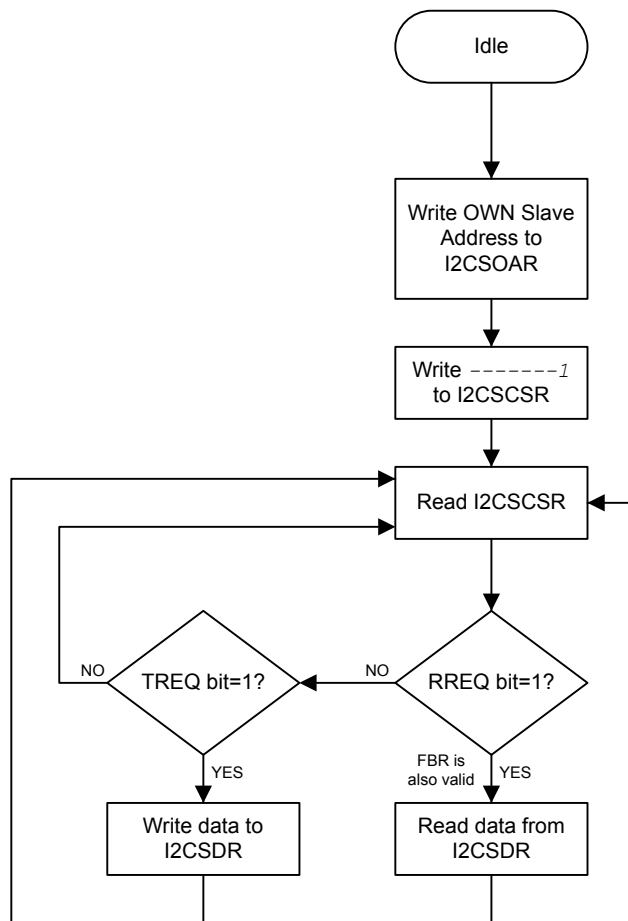 Idle
Write OWN Slave
Address to
I2CSOAR
Write -------1
to I2CSCSR
Read I2CSCSR
NO
TREQ bit=1?
NO
RREQ bit=1?
YES
FBR is
also valid
YES
Write data to
I2CSDR
Read data from
I2CSDR